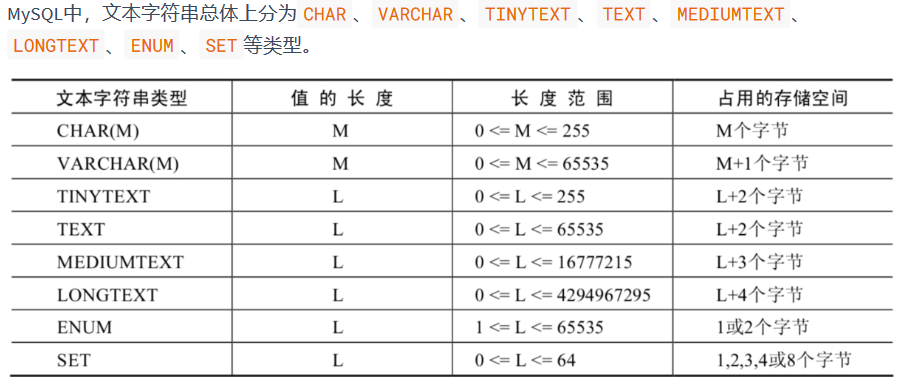 MySQL中，文本字符串总体上分为 CHAR 、 VARCHAR 、 TINYTEXT 、 TEXT 、 MEDIUMTEXT 、
LONGTEXT 、 ENUM 、 SET 等类型。
文本字符串类型 值的长度 长度范围 占用的存储空间
CHAR(M) M 0 <= M <= 255 M个字节
VARCHAR(M) M 0 <= M <= 65535 M+1个字节
TINYTEXT L 0 <= L <= 255 L+2个字节
TEXT L 0 <= L <= 65535 L+2个字节
MEDIUMTEXT L 0 <= L <= 16777215 L+3个字节
LONGTEXT L 0 <= L <= 4294967295 L+4个字节
ENUM L 1 <= L <= 65535 1或2个字节
SET L 0 <= L <= 64 1,2,3,4或8个字节